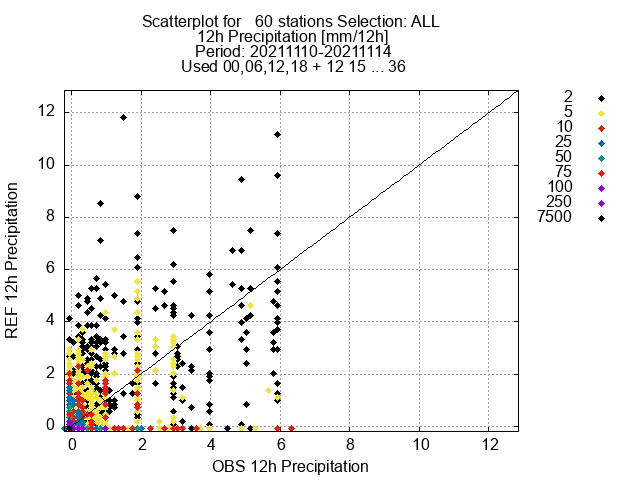 Scatterplot for 60 stations Selection: ALL
12h Precipitation [mm/12h]
Period: 20211110-20211114
Used 00,06,12,18 + 12 15 ... 36
2
5
10
25
50
75
100
250
7500
12
10
8
6
4
2
0
REF 12h Precipitation
0 2 4 6 8 10 12
OBS 12h Precipitation